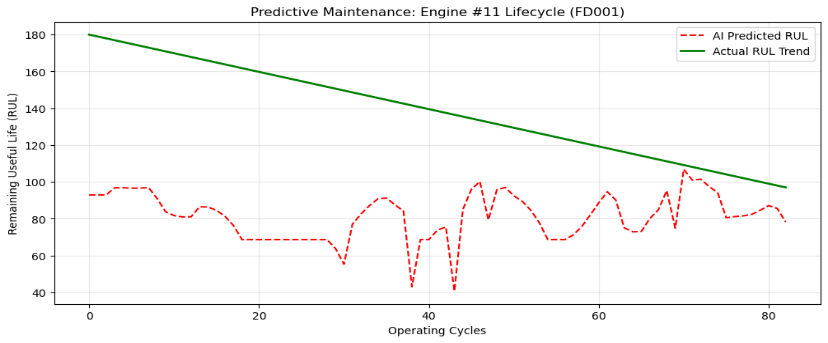 Predictive Maintenance: Engine #11 Lifecycle (FD001)
AI Predicted RUL
Actual RUL Trend
Remaining Useful Life (RUL)
180
160
140
120
100
80
60
40
0
20
40
60
80
Operating Cycles